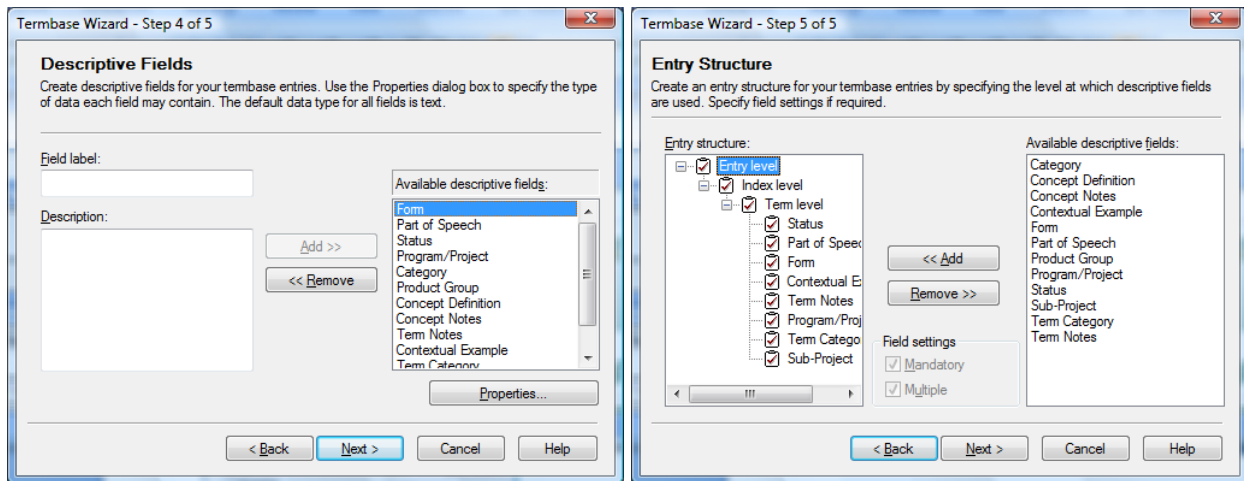 Termbase Wizard - Step 4 of 5
Descriptive Fields
Create descriptive fields for your termbase entries. Use the Properties dialog box to specify the type
of data each field may contain. The default data type for all fields is text.
Field label:
Description:
Add >>
<< Remove
Available descriptive fields:
Form
Part of Speech
Status
Program/Project
Category
Product Group
Concept Definition
Concept Notes
Term Notes
Contextual Example
Term Category
Properties...
< Back
Next >
Cancel
Help
Termbase Wizard - Step 5 of 5
Entry Structure
Create an entry structure for your termbase entries by specifying the level at which descriptive fields
are used. Specify field settings if required.
Entry structure:
Entry level
Index level
Term level
Status
Part of Speec
Form
Contextual E
Term Notes
Program/Proj
Term Catego
Sub-Project
<< Add
Remove >>
Field settings
Mandatory
Multiple
Available descriptive fields:
Category
Concept Definition
Concept Notes
Contextual Example
Form
Part of Speech
Product Group
Program/Project
Status
Sub-Project
Term Category
Term Notes
< Back
Next >
Cancel
Help